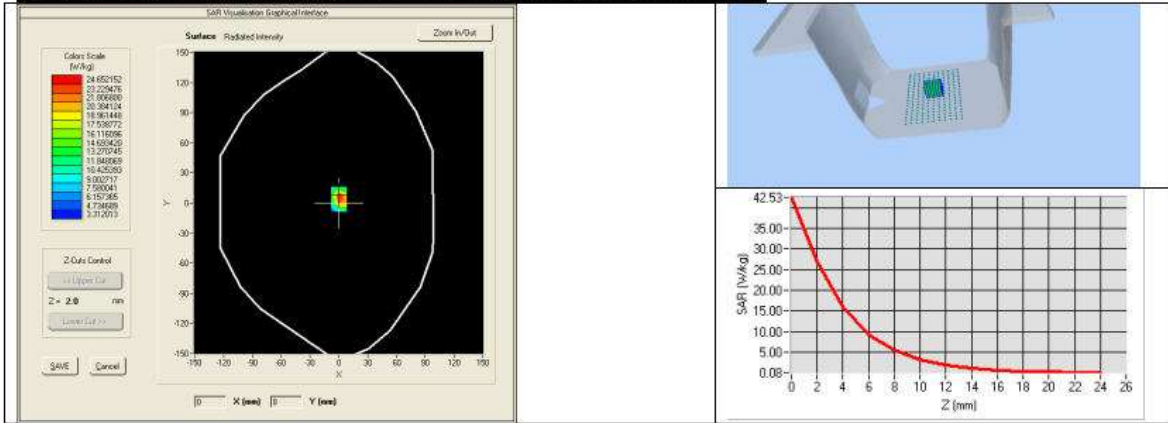 SAR Visualisation Graphical Interface
Surface Radiated Intensity
Zoom In/Out
Colors Scale
(W/kg)
24.652152
23.229476
21.806800
20.384124
18.961448
17.538772
16.116096
14.693420
13.270745
11.848069
10.425393
9.002717
7.580041
6.157365
4.734689
3.312013
Z-Cuts Control
<< Upper Cut
Z = 2.0 mm
Lower Cut >>
SAVE Cancel
150
120
90
60
30
0
-30
-60
-90
-120
-150
Y
-150 -120 -90 -60 -30 0 30 60 90 120 150
X
0 X (mm) 0 Y (mm)
42.53
35.00
30.00
25.00
20.00
15.00
10.00
5.00
0.08
SAR (W/kg)
0 2 4 6 8 10 12 14 16 18 20 22 24 26
Z (mm)